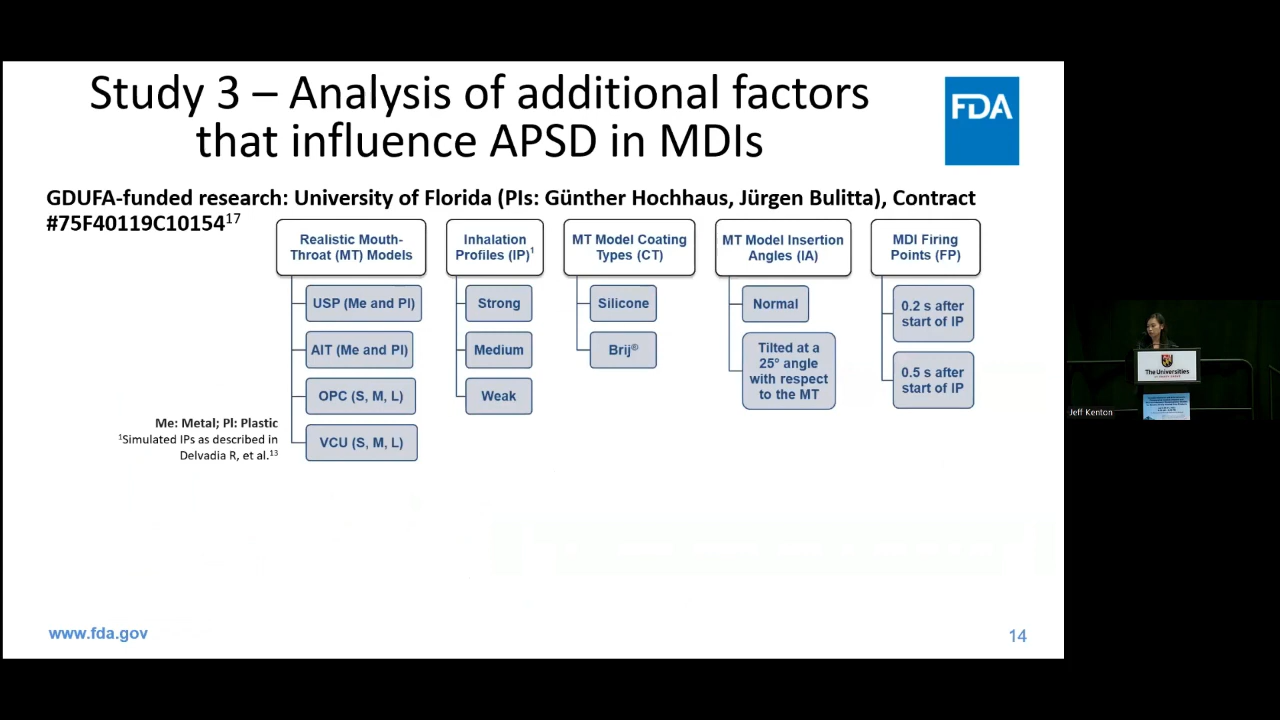 Study 3 – Analysis of additional factors
that influence APSD in MDIs
FDA
GDUFA-funded research: University of Florida (PIs: Günther Hochhaus, Jürgen Bulitta), Contract
#75F40119C10154¹⁷
Realistic Mouth-
Throat (MT) Models
USP (Me and Pl)
AIT (Me and Pl)
OPC (S, M, L)
VCU (S, M, L)
Inhalation
Profiles (IP)¹
Strong
Medium
Weak
MT Model Coating
Types (CT)
Silicone
Brij®
MT Model Insertion
Angles (IA)
Normal
Tilted at a
25° angle
with respect
to the MT
MDI Firing
Points (FP)
0.2 s after
start of IP
0.5 s after
start of IP
Me: Metal; Pl: Plastic
¹Simulated IPs as described in
Delvadia R, et al.¹³
www.fda.gov
14
The Universities
Jeff Kenton